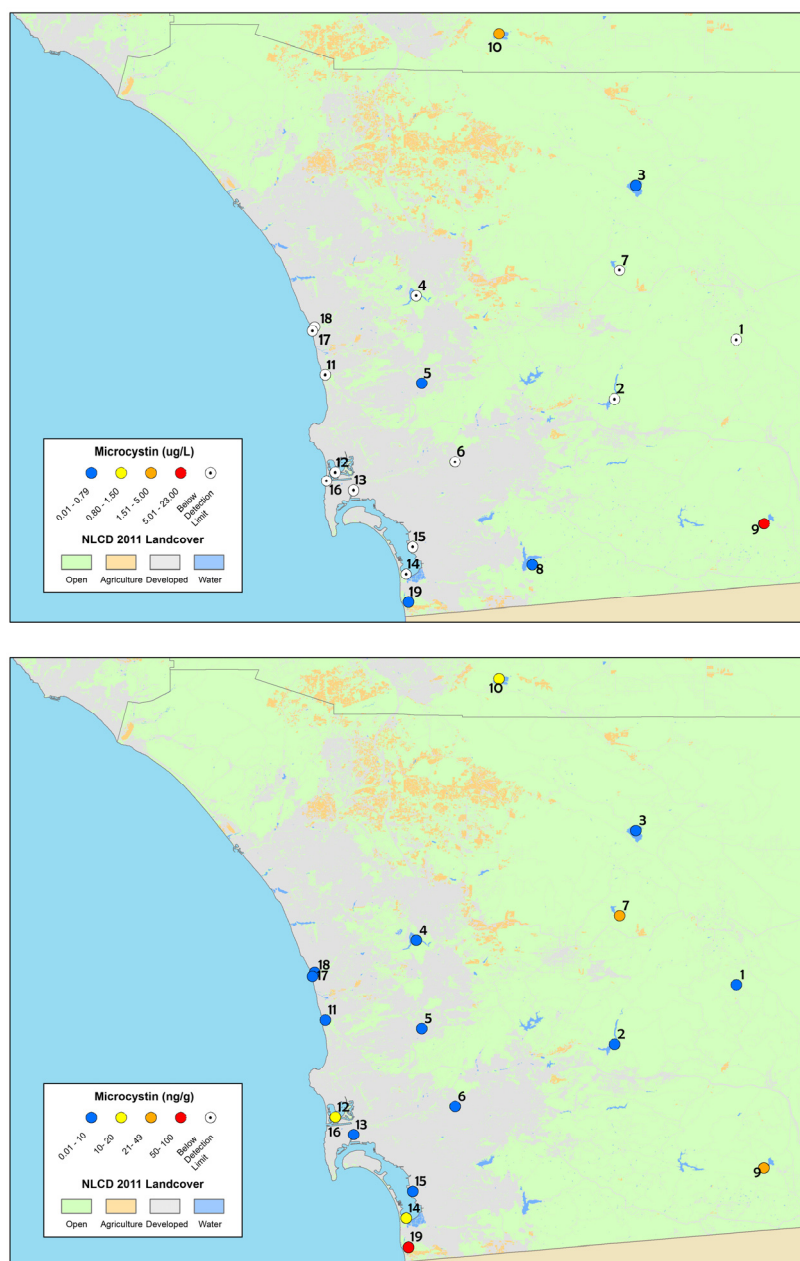 10
3
7
4
1
18
17
11
5
2
6
12
13
16
9
15
14
8
19
Microcystin (ug/L)
0.01 - 0.79
0.80 - 1.50
1.51 - 5.00
5.01 - 23.00
Below
Detection
Limit
NLCD 2011 Landcover
Open Agriculture Developed Water
10
3
7
4
18
17
1
11
5
2
6
12
13
16
9
15
14
19
Microcystin (ng/g)
0.01 - 10
10- 20
21- 49
50- 100
Below
Detection
Limit
NLCD 2011 Landcover
Open Agriculture Developed Water